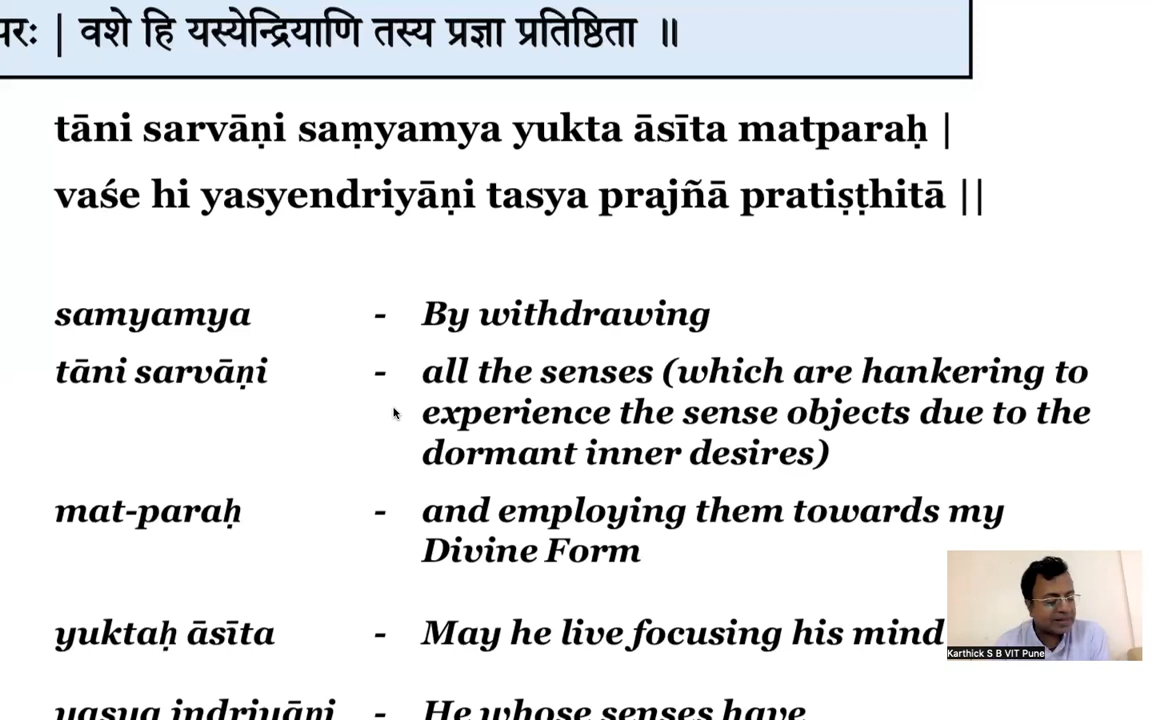 परः | वशे हि यस्येन्द्रियाणि तस्य प्रज्ञा प्रतिष्ठिता ॥
tāni sarvāṇi saṃyamya yukta āsīta matparaḥ |
vaśe hi yasyendriyāṇi tasya prajñā pratiṣṭhitā ||
samyamya - By withdrawing
tāni sarvāṇi - all the senses (which are hankering to
experience the sense objects due to the
dormant inner desires)
mat-paraḥ - and employing them towards my
Divine Form
yuktaḥ āsīta - May he live focusing his mind
Karthick S B VIT Pune
yasya indriyāṇi - He whose senses have